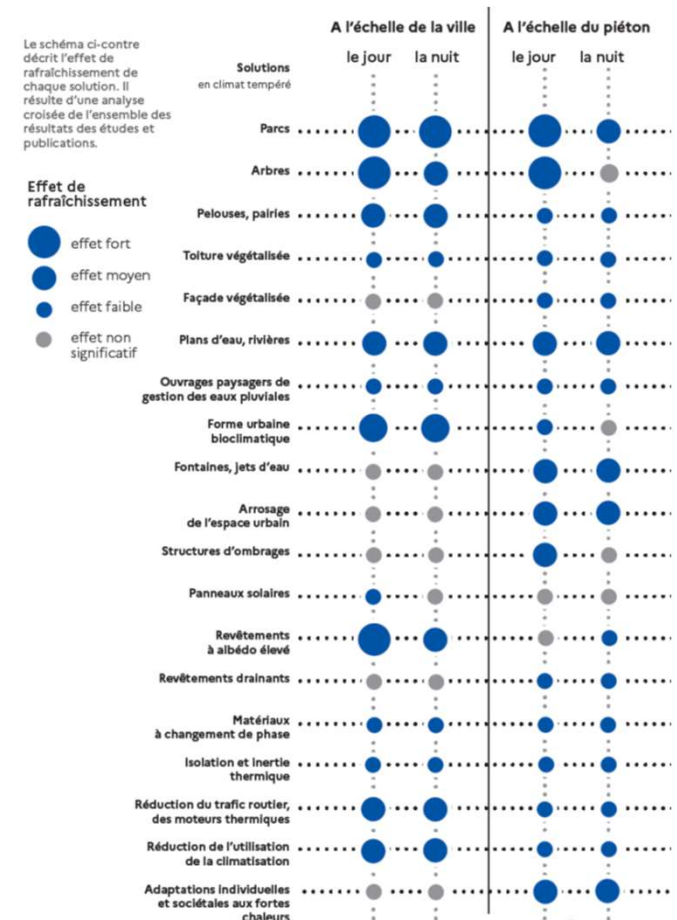 A l'échelle de la ville
A l'échelle du piéton
le jour
la nuit
le jour
la nuit
Le schéma ci-contre
décrit l'effet de
rafraîchissement de
chaque solution. Il
résulte d'une analyse
croisée de l'ensemble des
résultats des études et
publications.
Effet de
rafraîchissement
effet fort
effet moyen
effet faible
effet non
significatif
Solutions
en climat tempéré
Parcs
Arbres
Pelouses, pairies
Toiture végétalisée
Façade végétalisée
Plans d'eau, rivières
Ouvrages paysagers de
gestion des eaux pluviales
Forme urbaine
bioclimatique
Fontaines, jets d'eau
Arrosage
de l'espace urbain
Structures d'ombrages
Panneaux solaires
Revêtements
à albédo élevé
Revêtements drainants
Matériaux
à changement de phase
Isolation et inertie
thermique
Réduction du trafic routier,
des moteurs thermiques
Réduction de l'utilisation
de la climatisation
Adaptations individuelles
et sociétales aux fortes
chaleurs